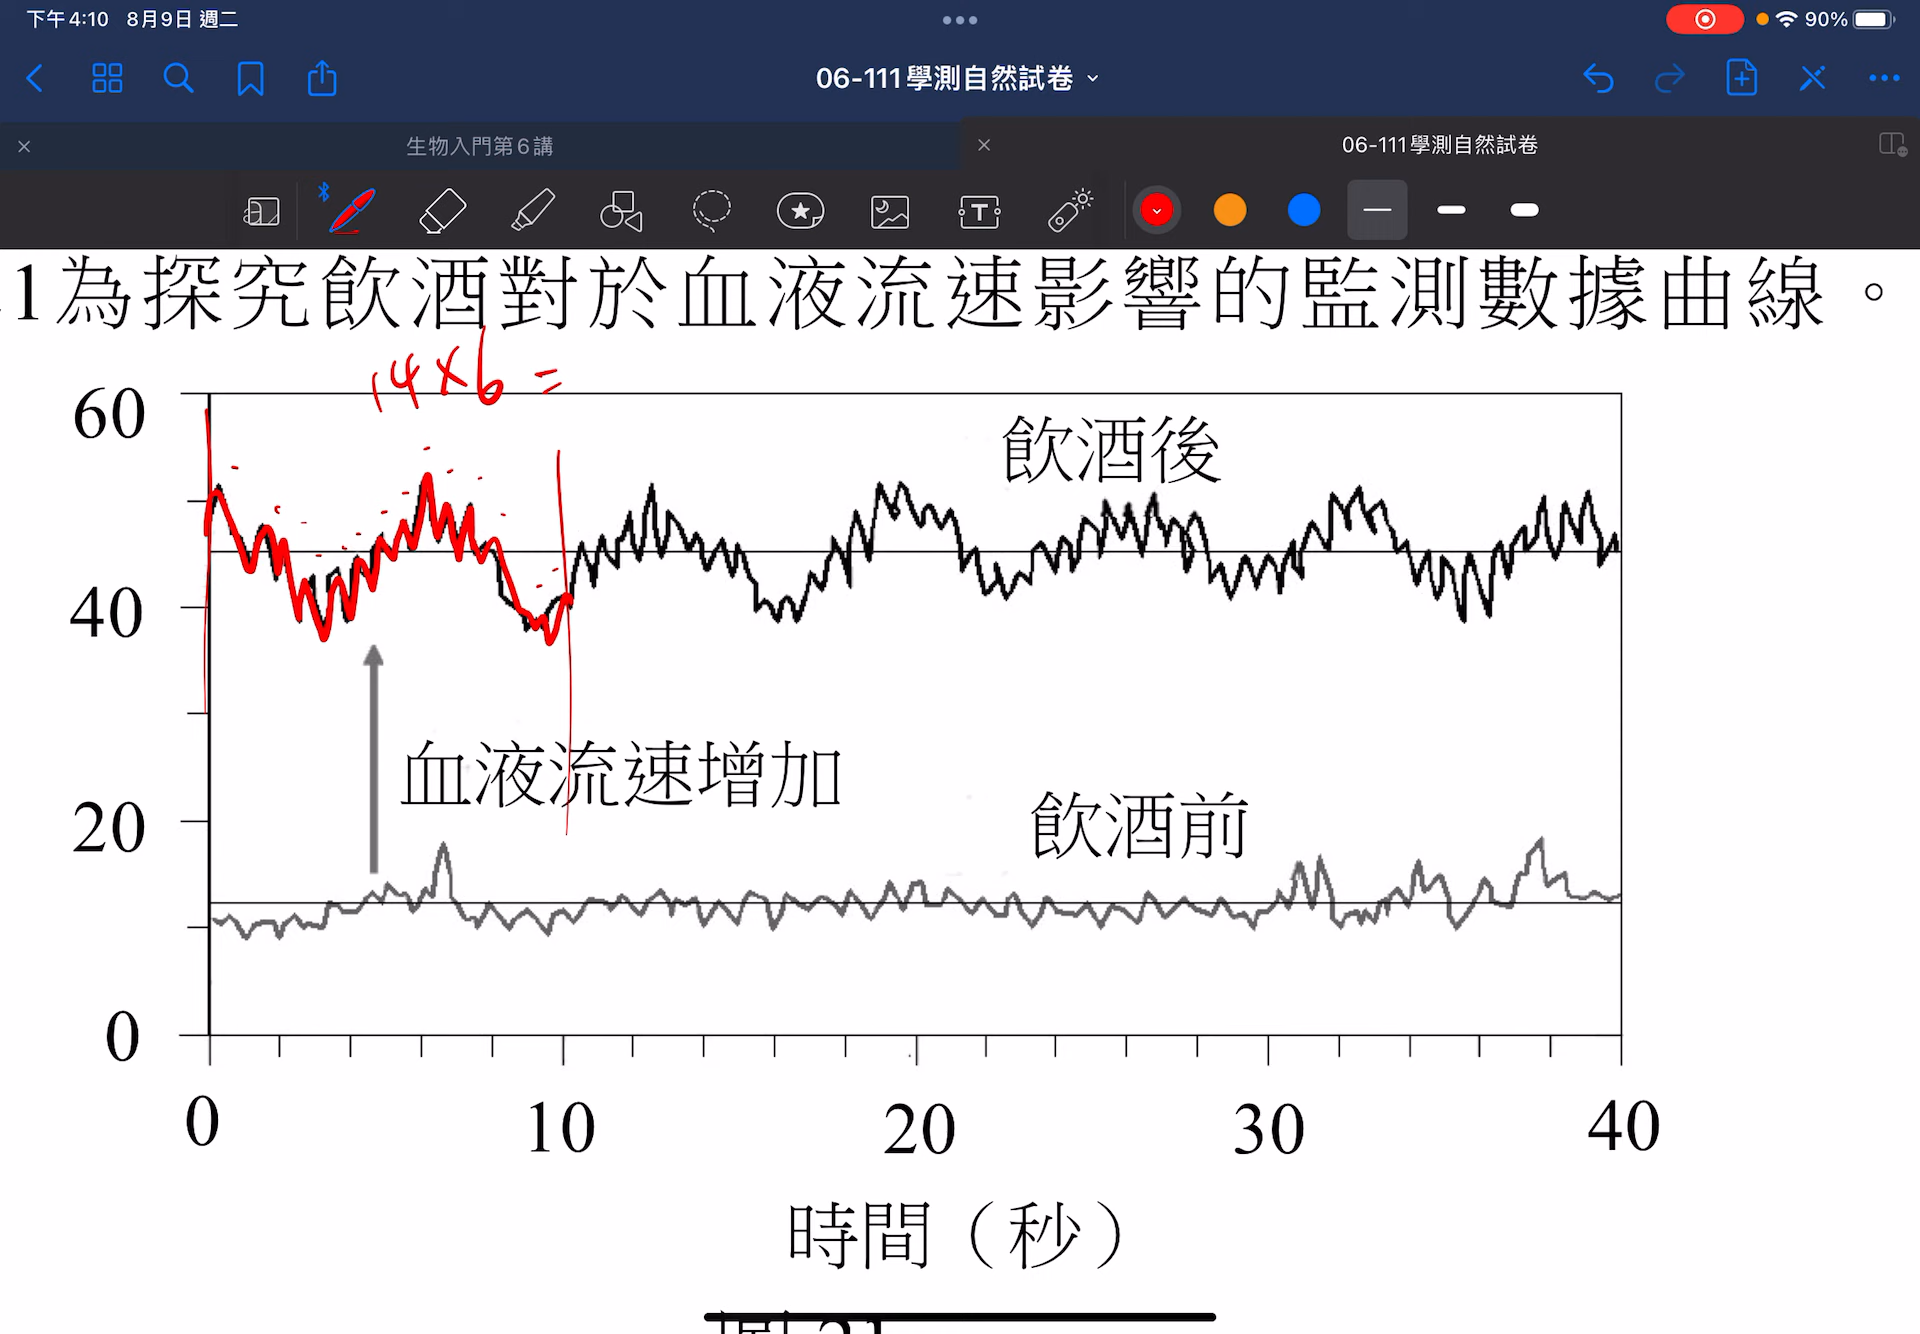 下午4:10 8月9日 週二
90%
06-111學測自然試卷
生物入門第6講
06-111學測自然試卷
1為探究飲酒對於血液流速影響的監測數據曲線。
14×6=
60
飲酒後
40
血液流速增加
20
飲酒前
0
0 10 20 30 40
時間（秒）